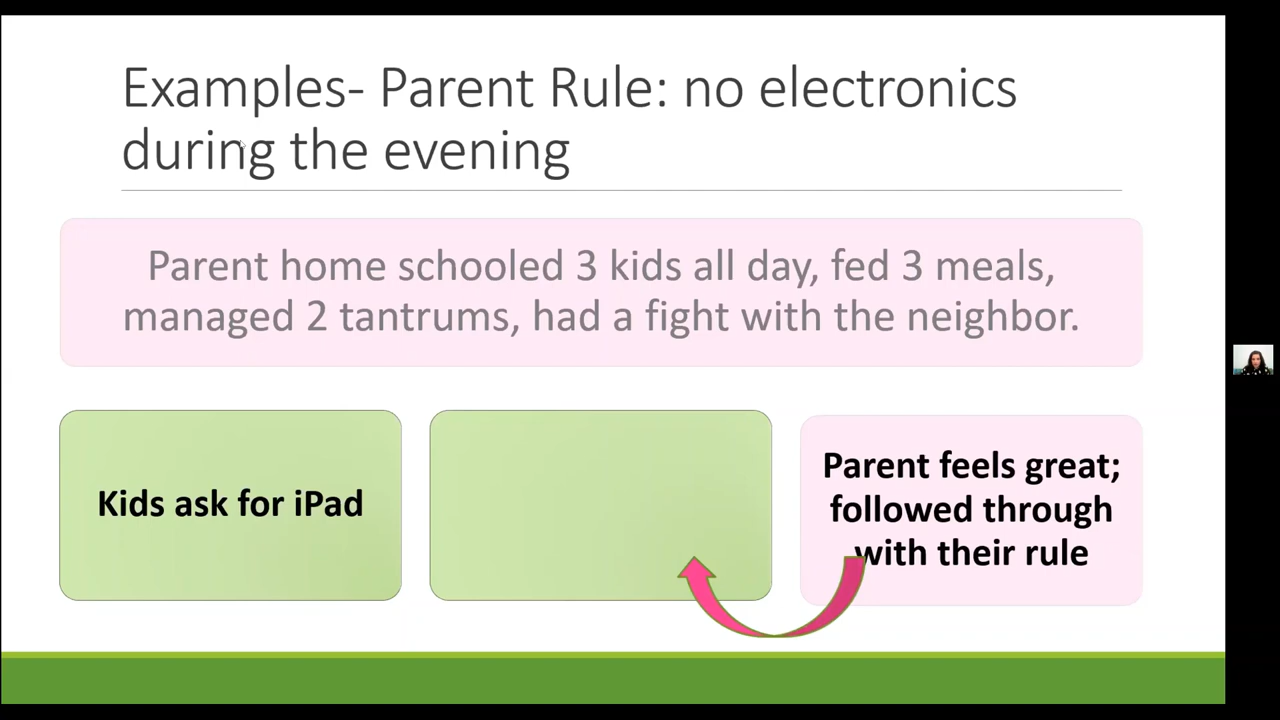 Examples- Parent Rule: no electronics
during the evening
Parent home schooled 3 kids all day, fed 3 meals,
managed 2 tantrums, had a fight with the neighbor.
Kids ask for iPad
Parent feels great;
followed through
with their rule